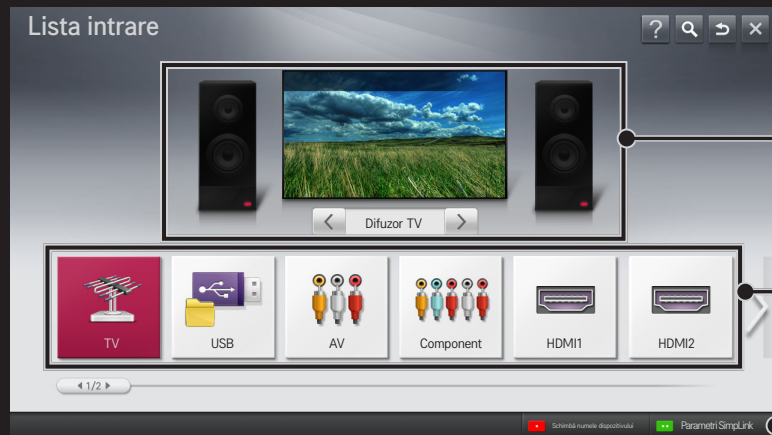 Lista intrare
?
Difuzor TV
TV USB AV Component HDMI1 HDMI2
1/2
Schimbă numele dispozitivului Parametri SimpLink